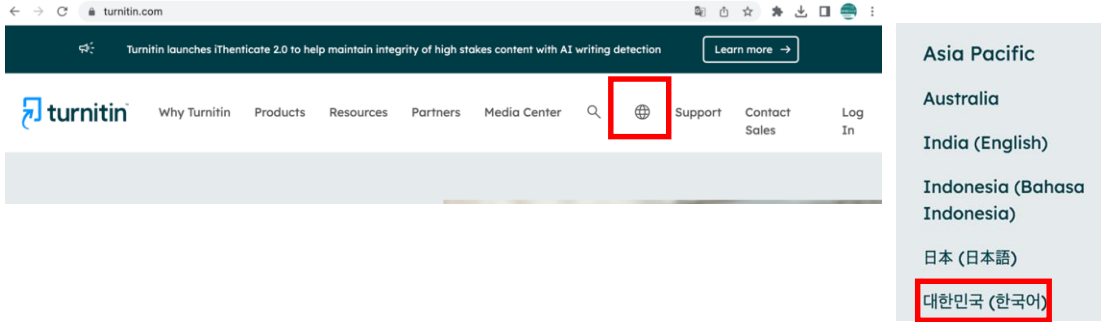 turnitin.com
Turnitin launches iThenticate 2.0 to help maintain integrity of high stakes content with AI writing detection
Learn more →
turnitin
Why Turnitin
Products
Resources
Partners
Media Center
Support
Contact Sales
Log In
Asia Pacific
Australia
India (English)
Indonesia (Bahasa
Indonesia)
日本 (日本語)
대한민국 (한국어)